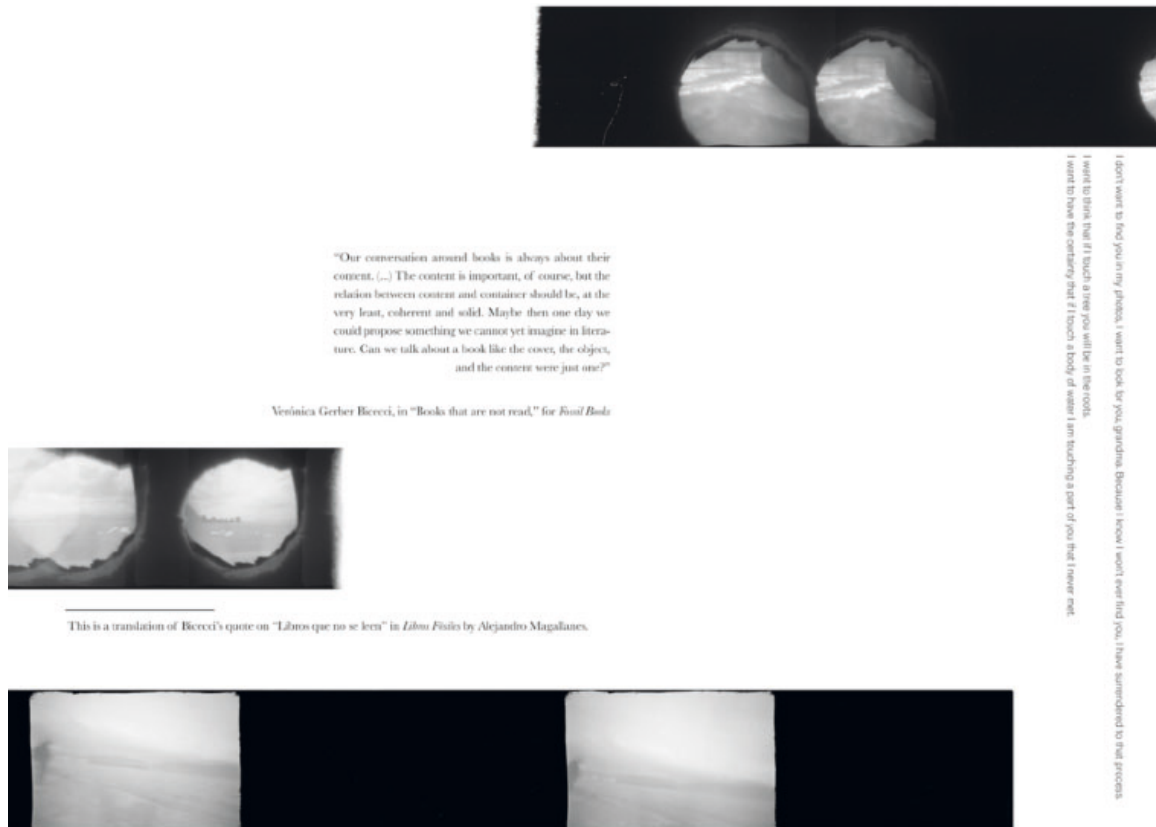 “Our conversation around books is always about their
content. (...) The content is important, of course, but the
relation between content and container should be, at the
very least, coherent and solid. Maybe then one day we
could propose something we cannot yet imagine in litera-
ture. Can we talk about a book like the cover, the object,
and the content were just one?”
Verónica Gerber Bicecci, in “Books that are not read,” for Fossil Books
This is a translation of Bicecci’s quote on “Libros que no se leen” in Libros Fósiles by Alejandro Magallanes.
I don’t want to find you in my photos, I want to look for you, grandma. Because I know I won’t ever find you, I have surrendered to that process.
I want to think that if I touch a tree you will be in the roots.
I want to have the certainty that if I touch a body of water I am touching a part of you that I never met.